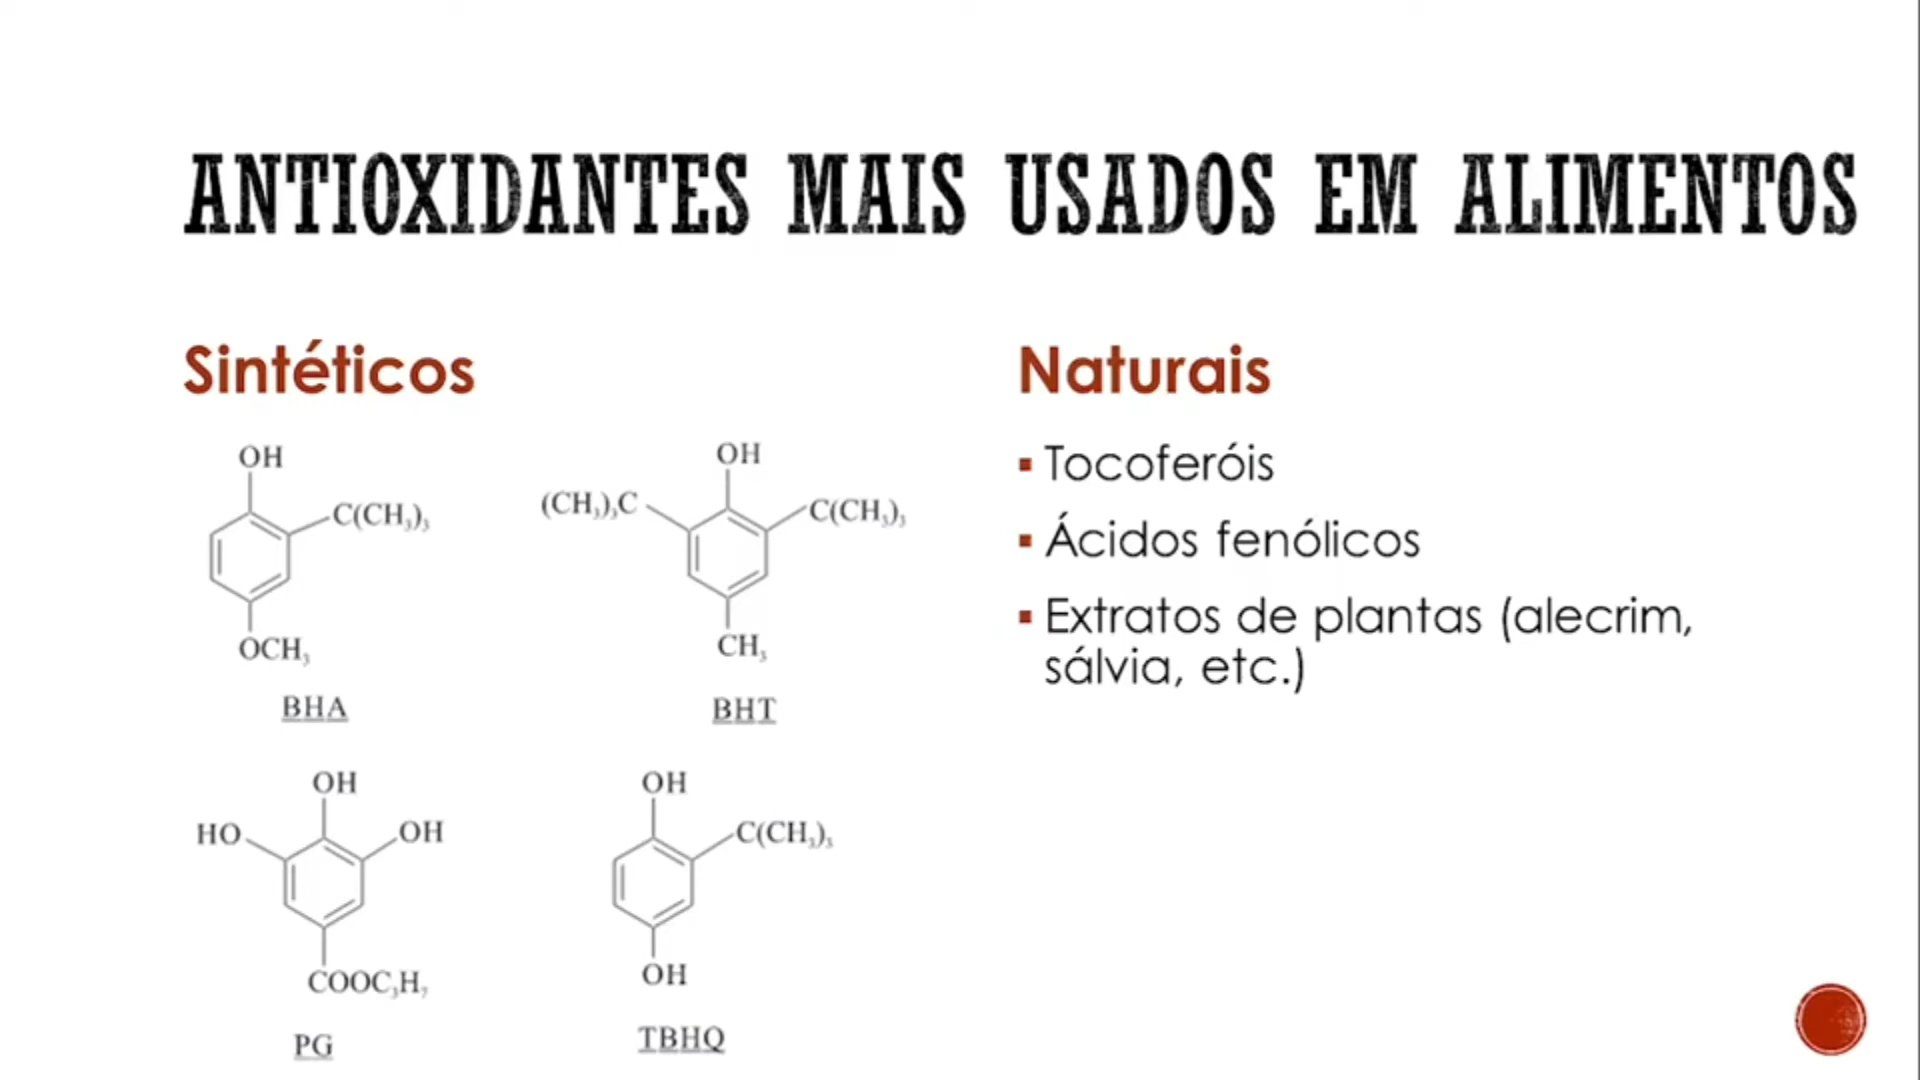 ANTIOXIDANTES MAIS USADOS EM ALIMENTOS
Sintéticos
OH
C(CH₃)₃
OCH₃
BHA
OH
(CH₃)₃C
C(CH₃)₃
CH₃
BHT
OH
HO
OH
COOC₃H₇
PG
OH
C(CH₃)₃
OH
TBHQ
Naturais
▪ Tocoferóis
▪ Ácidos fenólicos
▪ Extratos de plantas (alecrim,
sálvia, etc.)